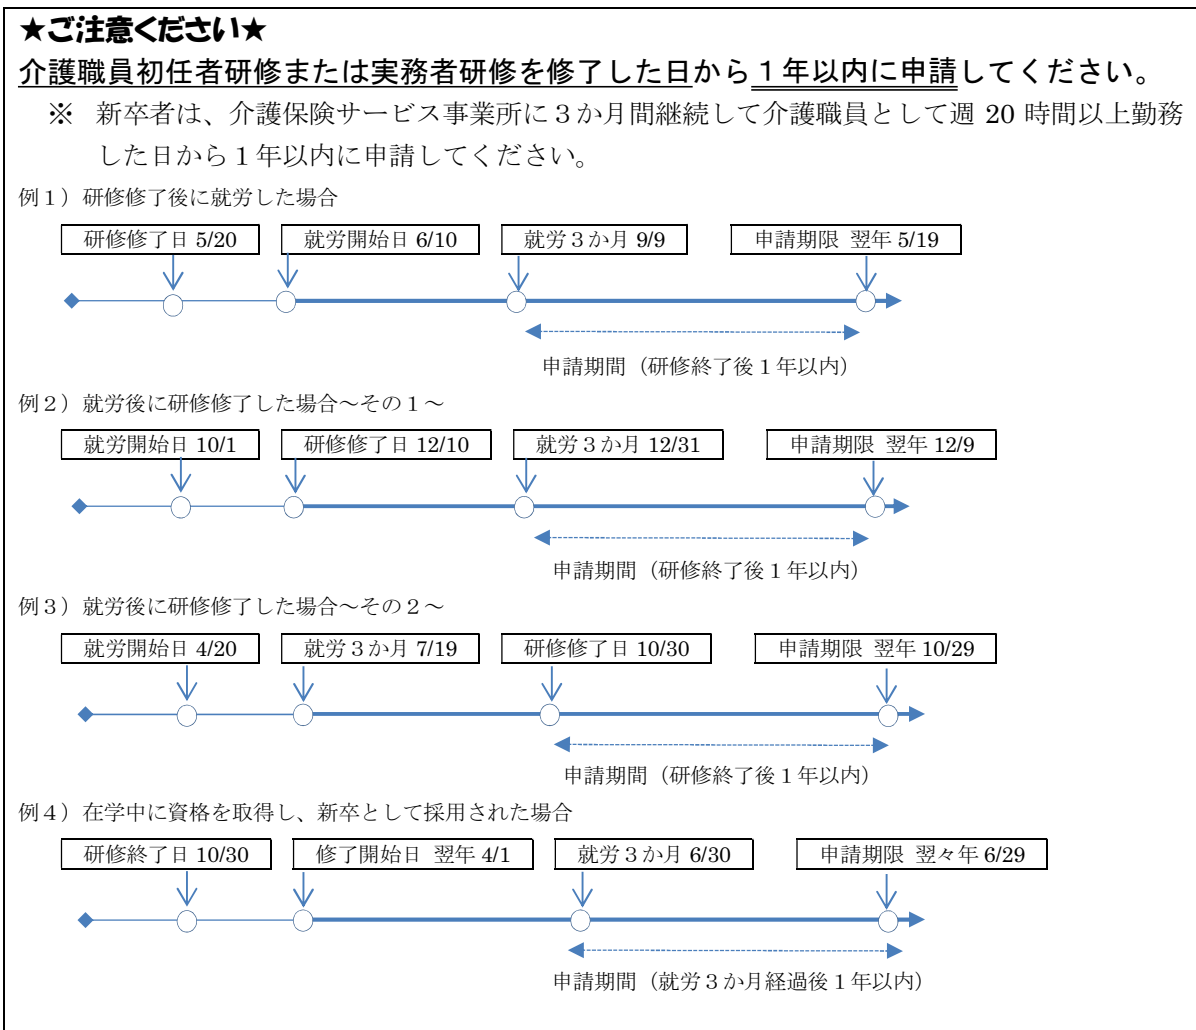 ★ご注意ください★
介護職員初任者研修または実務者研修を修了した日から１年以内に申請してください。
※ 新卒者は、介護保険サービス事業所に３か月間継続して介護職員として週 20 時間以上勤務
した日から１年以内に申請してください。
例１）研修修了後に就労した場合
研修修了日 5/20 就労開始日 6/10 就労３か月 9/9 申請期限 翌年 5/19
申請期間（研修終了後１年以内）
例２）就労後に研修修了した場合～その１～
就労開始日 10/1 研修修了日 12/10 就労３か月 12/31 申請期限 翌年 12/9
申請期間（研修終了後１年以内）
例３）就労後に研修修了した場合～その２～
就労開始日 4/20 就労３か月 7/19 研修修了日 10/30 申請期限 翌年 10/29
申請期間（研修終了後１年以内）
例４）在学中に資格を取得し、新卒として採用された場合
研修終了日 10/30 修了開始日 翌年 4/1 就労３か月 6/30 申請期限 翌々年 6/29
申請期間（就労３か月経過後１年以内）